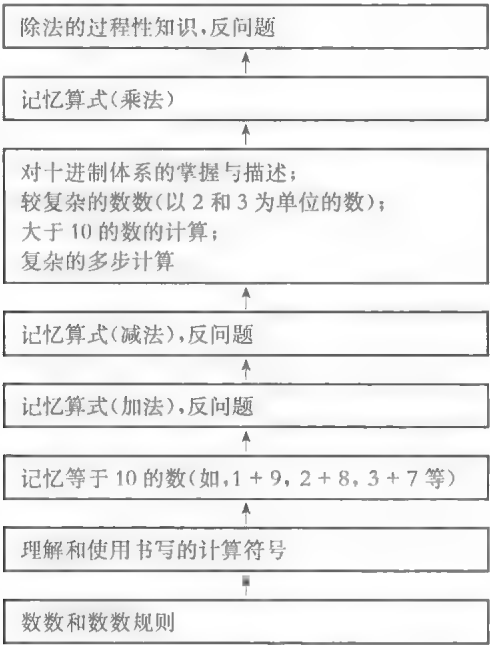 除法的过程性知识,反问题
记忆算式(乘法)
对十进制体系的掌握与描述;
较复杂的数数(以 2 和 3 为单位的数);
大于 10 的数的计算;
复杂的多步计算
记忆算式(减法),反问题
记忆算式(加法),反问题
记忆等于 10 的数(如,1 + 9, 2 + 8, 3 + 7 等)
理解和使用书写的计算符号
数数和数数规则